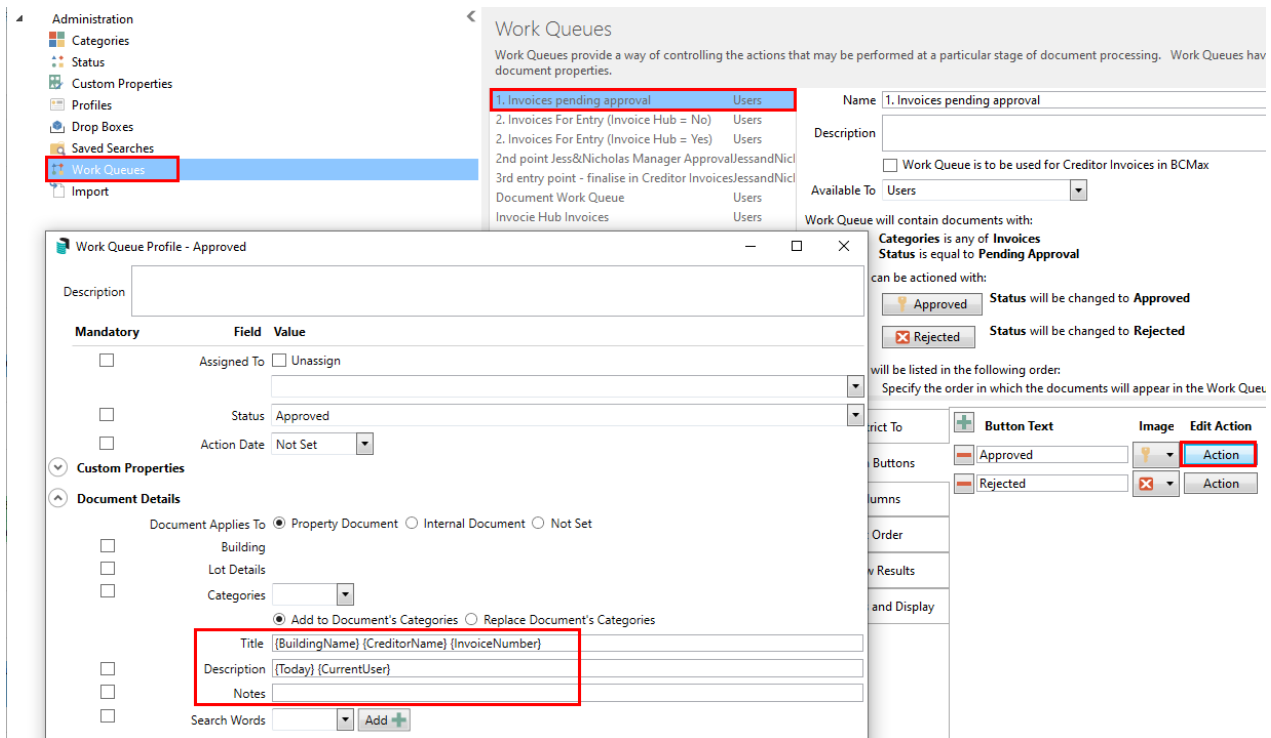 Administration
Categories
Status
Custom Properties
Profiles
Drop Boxes
Saved Searches
Work Queues
Import
Work Queues
Work Queues provide a way of controlling the actions that may be performed at a particular stage of document processing. Work Queues hav
document properties.
1. Invoices pending approval Users
2. Invoices For Entry (Invoice Hub = No) Users
2. Invoices For Entry (Invoice Hub = Yes) Users
2nd point Jess&Nicholas Manager ApprovalJessandNicl
3rd entry point - finalise in Creditor InvoicesJessandNicl
Document Work Queue Users
Invocie Hub Invoices Users
Name 1. Invoices pending approval
Description
Work Queue is to be used for Creditor Invoices in BCMax
Available To Users
Work Queue will contain documents with:
Categories is any of Invoices
Status is equal to Pending Approval
can be actioned with:
Approved Status will be changed to Approved
Rejected Status will be changed to Rejected
will be listed in the following order:
Specify the order in which the documents will appear in the Work Queu
trict To
Buttons
lumns
Order
w Results
and Display
Button Text Image Edit Action
Approved Action
Rejected Action
Work Queue Profile - Approved
Description
Mandatory Field Value
Assigned To Unassign
Status Approved
Action Date Not Set
Custom Properties
Document Details
Document Applies To Property Document Internal Document Not Set
Building
Lot Details
Categories
Add to Document's Categories Replace Document's Categories
Title {BuildingName} {CreditorName} {InvoiceNumber}
Description {Today} {CurrentUser}
Notes
Search Words Add